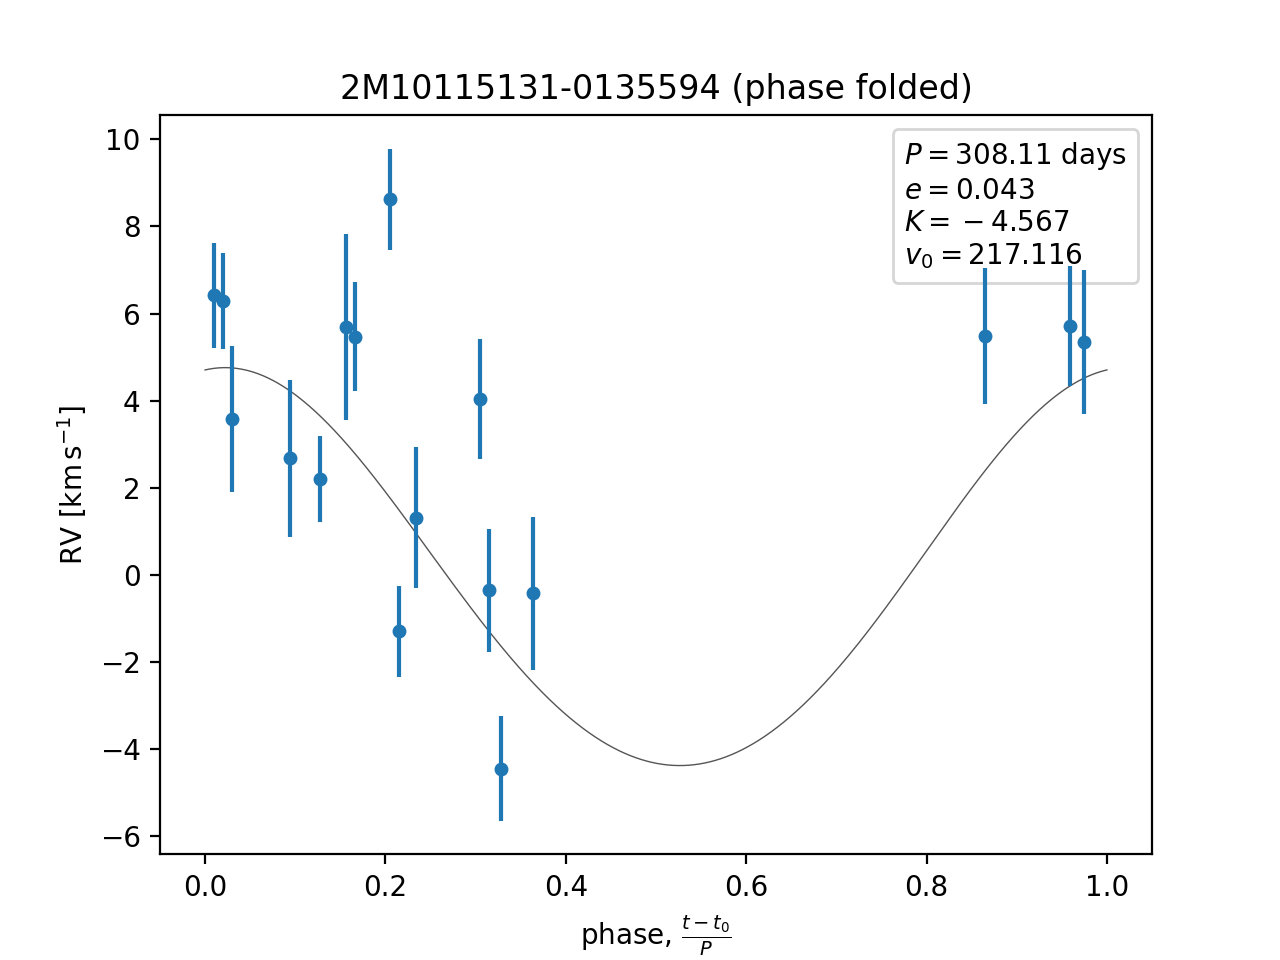 2M10115131-0135594 (phase folded)
P = 308.11 days
e = 0.043
K = −4.567
v₀ = 217.116
RV [km s⁻¹]
10
8
6
4
2
0
−2
−4
−6
0.0 0.2 0.4 0.6 0.8 1.0
phase, (t − t₀)/P